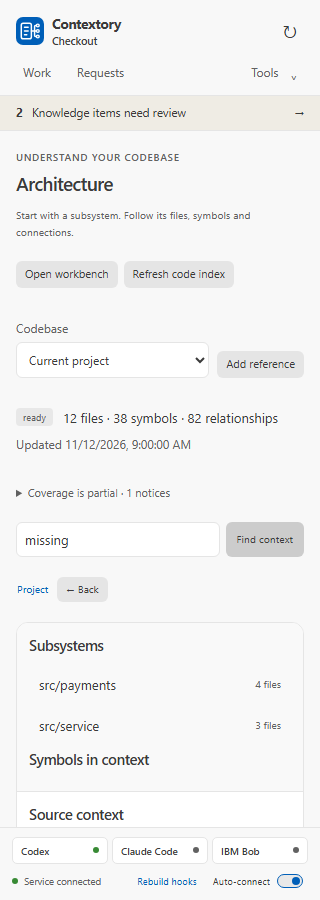 Contextory
Checkout
↻
Work Requests Tools
2 Knowledge items need review →
UNDERSTAND YOUR CODEBASE
Architecture
Start with a subsystem. Follow its files, symbols and
connections.
Open workbench Refresh code index
Codebase
Current project Add reference
ready 12 files · 38 symbols · 82 relationships
Updated 11/12/2026, 9:00:00 AM
▶ Coverage is partial · 1 notices
missing Find context
Project ← Back
Subsystems
src/payments 4 files
src/service 3 files
Symbols in context
Source context
Codex Claude Code IBM Bob
Service connected Rebuild hooks Auto-connect